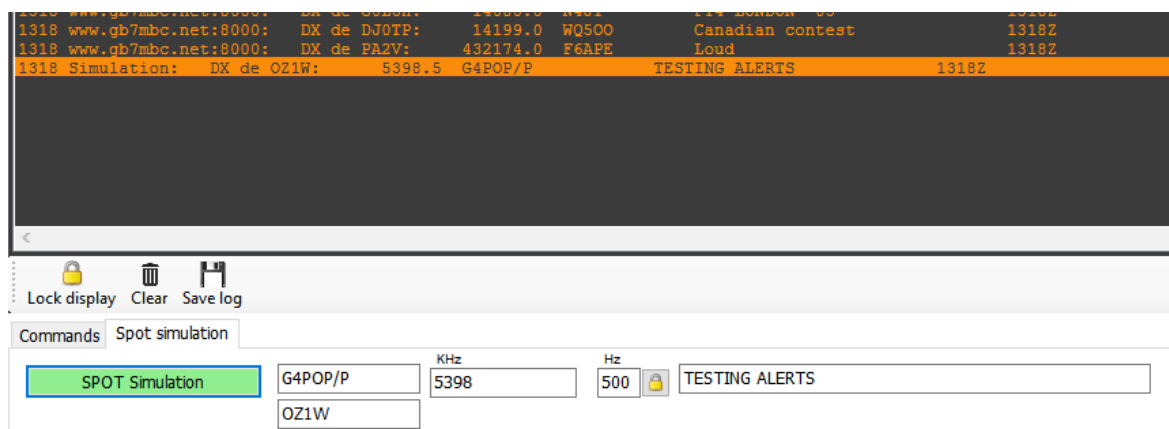 1318 www.gb7mbc.net:8000: DX de DJ0TP: 14199.0 WQ5OO Canadian contest 1318Z
1318 www.gb7mbc.net:8000: DX de PA2V: 432174.0 F6APE Loud 1318Z
1318 Simulation: DX de OZ1W: 5398.5 G4POP/P TESTING ALERTS 1318Z
Lock display Clear Save log
Commands Spot simulation
KHz Hz
SPOT Simulation G4POP/P 5398 500 TESTING ALERTS
OZ1W